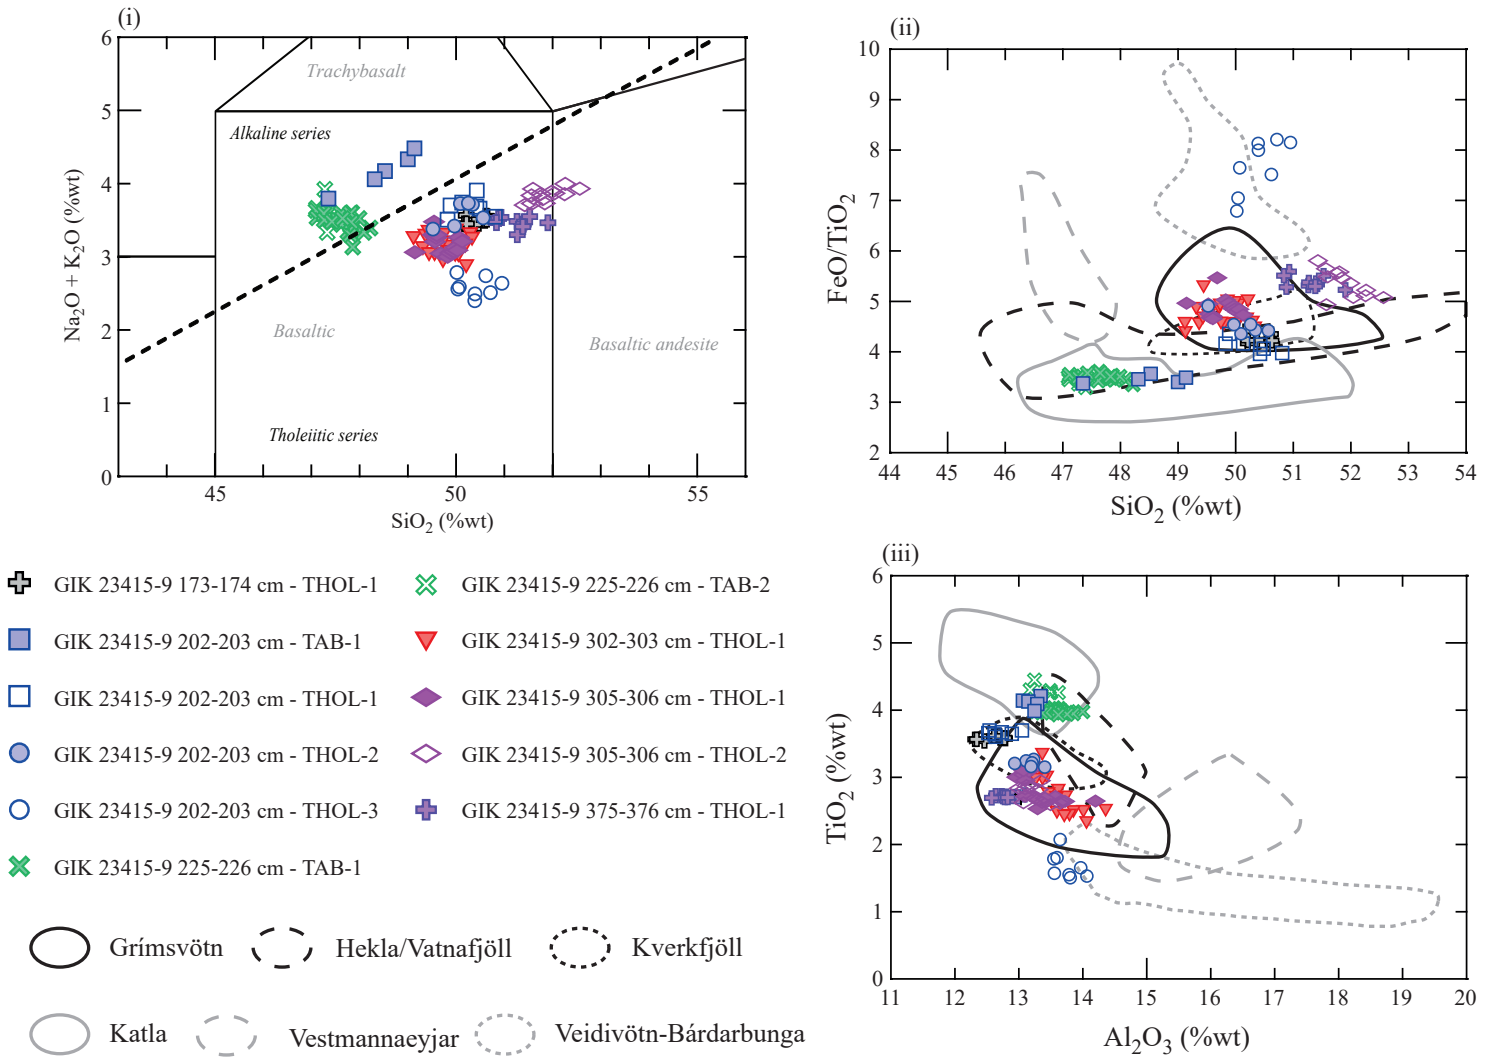 (i)
6
5
4
3
2
1
0
Na2O + K2O (%wt)
Trachybasalt
Alkaline series
Basaltic
Basaltic andesite
Tholeiitic series
45
50
55
SiO2 (%wt)
(ii)
10
9
8
7
6
5
4
3
2
FeO/TiO2
44
45
46
47
48
49
50
51
52
53
54
SiO2 (%wt)
(iii)
6
5
4
3
2
1
0
TiO2 (%wt)
11
12
13
14
15
16
17
18
19
20
Al2O3 (%wt)
GIK 23415-9 173-174 cm - THOL-1
GIK 23415-9 202-203 cm - TAB-1
GIK 23415-9 202-203 cm - THOL-1
GIK 23415-9 202-203 cm - THOL-2
GIK 23415-9 202-203 cm - THOL-3
GIK 23415-9 225-226 cm - TAB-1
GIK 23415-9 225-226 cm - TAB-2
GIK 23415-9 302-303 cm - THOL-1
GIK 23415-9 305-306 cm - THOL-1
GIK 23415-9 305-306 cm - THOL-2
GIK 23415-9 375-376 cm - THOL-1
Grímsvötn
Hekla/Vatnafjöll
Kverkfjöll
Katla
Vestmannaeyjar
Veidivötn-Bárdarbunga